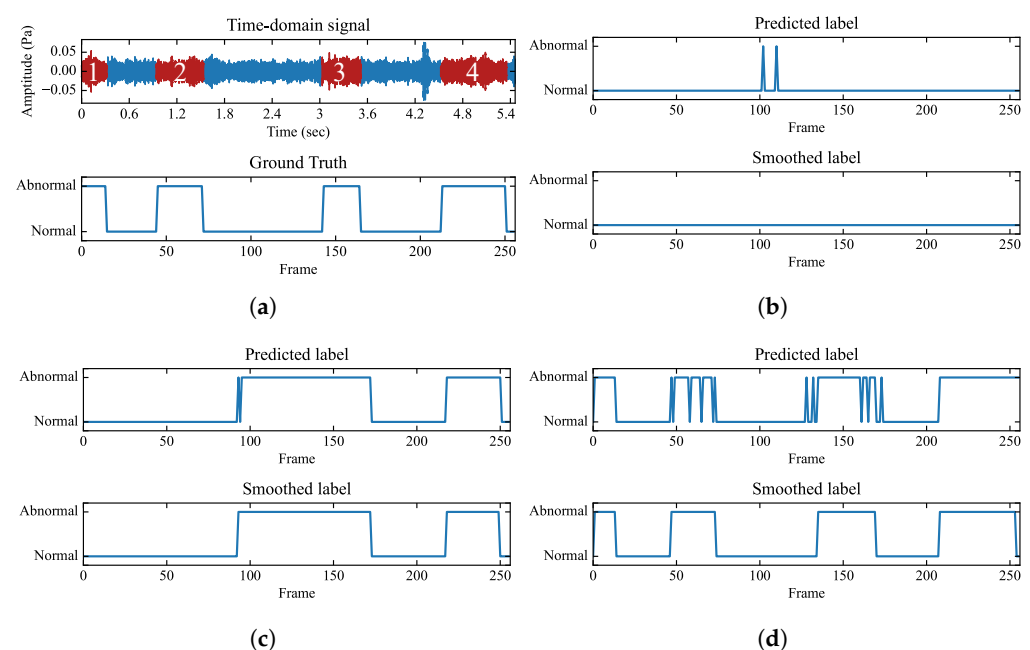 Time-domain signal
Amptitude (Pa)
0.05
0.00
−0.05
1 2 3 4
0 0.6 1.2 1.8 2.4 3 3.6 4.2 4.8 5.4
Time (sec)
Ground Truth
Abnormal
Normal
0 50 100 150 200 250
Frame
(a)
Predicted label
Abnormal
Normal
0 50 100 150 200 250
Frame
Smoothed label
Abnormal
Normal
0 50 100 150 200 250
Frame
(b)
Predicted label
Abnormal
Normal
0 50 100 150 200 250
Frame
Smoothed label
Abnormal
Normal
0 50 100 150 200 250
Frame
(c)
Predicted label
Abnormal
Normal
0 50 100 150 200 250
Frame
Smoothed label
Abnormal
Normal
0 50 100 150 200 250
Frame
(d)